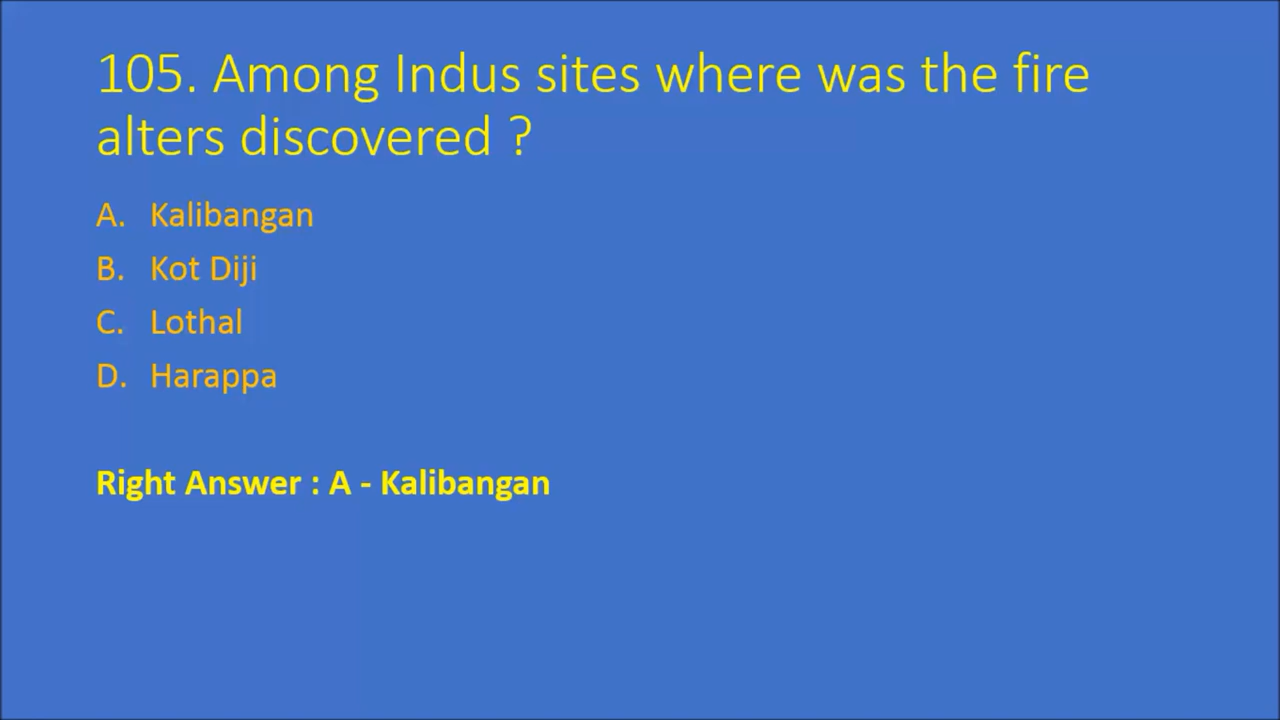 105. Among Indus sites where was the fire
alters discovered ?
A. Kalibangan
B. Kot Diji
C. Lothal
D. Harappa
Right Answer : A - Kalibangan